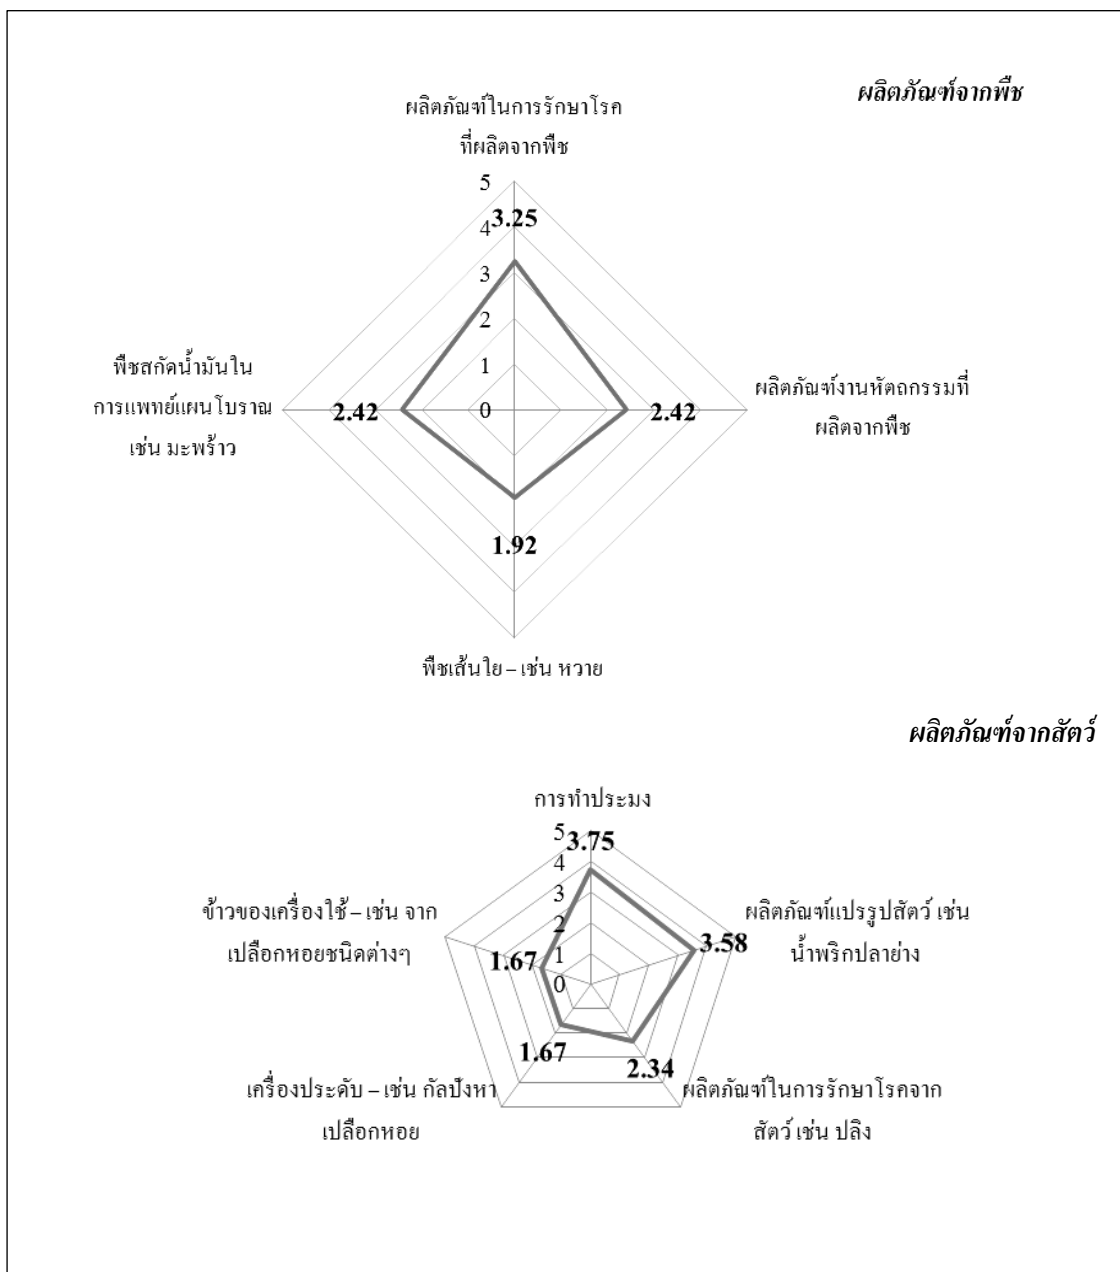 ผลิตภัณฑ์จากพืช
ผลิตภัณฑ์ในการรักษาโรค
ที่ผลิตจากพืช
5
3.25
4
3
2
1
0
พืชสกัดน้ำมันใน
การแพทย์แผนโบราณ
เช่น มะพร้าว
2.42
2.42
ผลิตภัณฑ์งานหัตถกรรมที่
ผลิตจากพืช
1.92
พืชเส้นใย – เช่น หวาย
ผลิตภัณฑ์จากสัตว์
การทำประมง
5
3.75
4
3
2
1
0
ข้าวของเครื่องใช้ – เช่น จาก
เปลือกหอยชนิดต่างๆ
1.67
ผลิตภัณฑ์แปรรูปสัตว์ เช่น
น้ำพริกปลาย่าง
3.58
1.67
2.34
เครื่องประดับ – เช่น กัลปังหา
เปลือกหอย
ผลิตภัณฑ์ในการรักษาโรคจาก
สัตว์ เช่น ปลิง